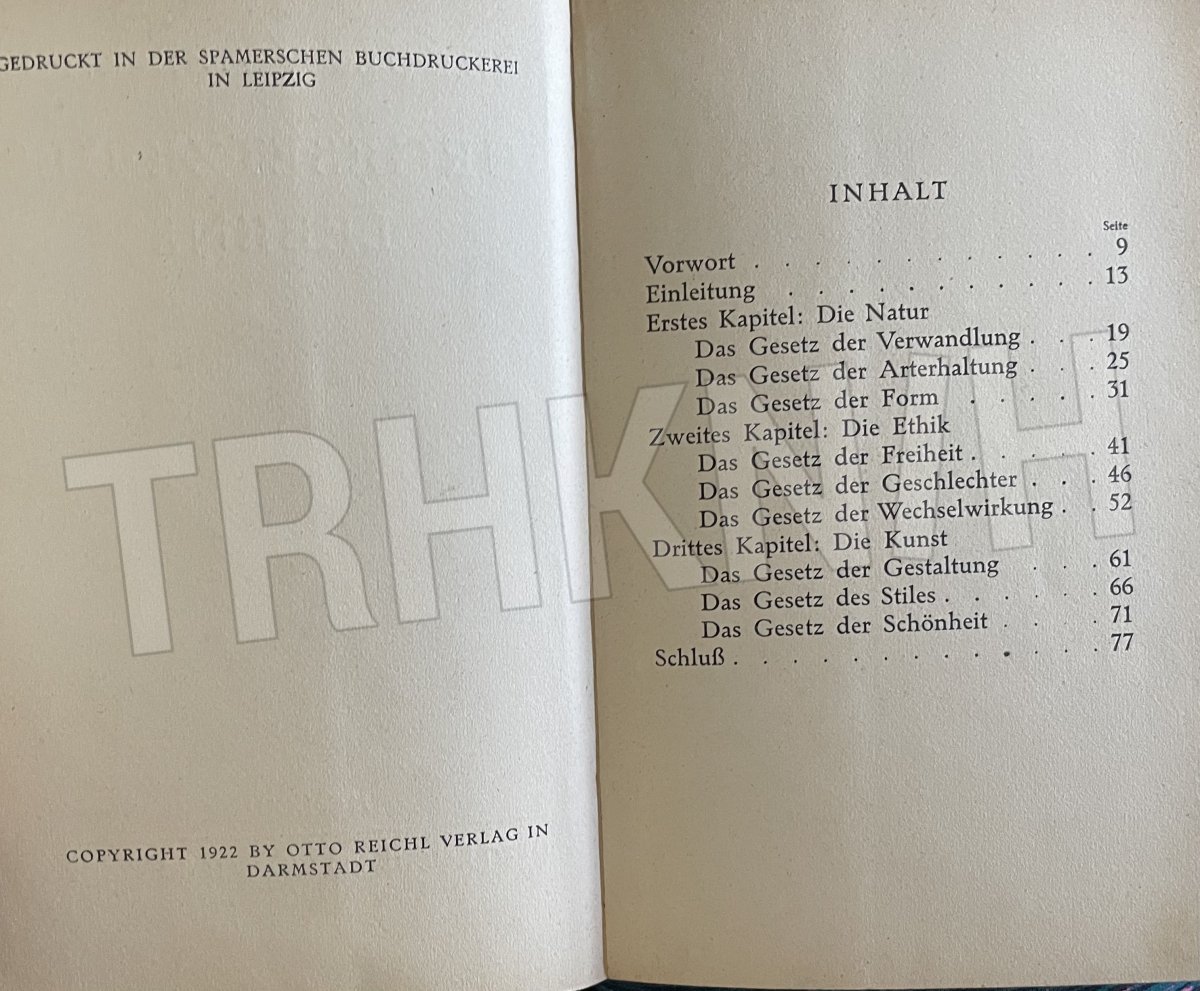 GEDRUCKT IN DER SPAMERSCHEN BUCHDRUCKEREI
IN LEIPZIG
COPYRIGHT 1922 BY OTTO REICHL VERLAG IN
DARMSTADT
INHALT
Seite
Vorwort . . . . . . . . . . . . 9
Einleitung . . . . . . . . . . . 13
Erstes Kapitel: Die Natur
Das Gesetz der Verwandlung . . . 19
Das Gesetz der Arterhaltung . . . 25
Das Gesetz der Form . . . . . 31
Zweites Kapitel: Die Ethik
Das Gesetz der Freiheit . . . . . 41
Das Gesetz der Geschlechter . . . 46
Das Gesetz der Wechselwirkung . . 52
Drittes Kapitel: Die Kunst
Das Gesetz der Gestaltung . . . 61
Das Gesetz des Stiles . . . . . . 66
Das Gesetz der Schönheit . . . . 71
Schluß . . . . . . . . . . . . . 77